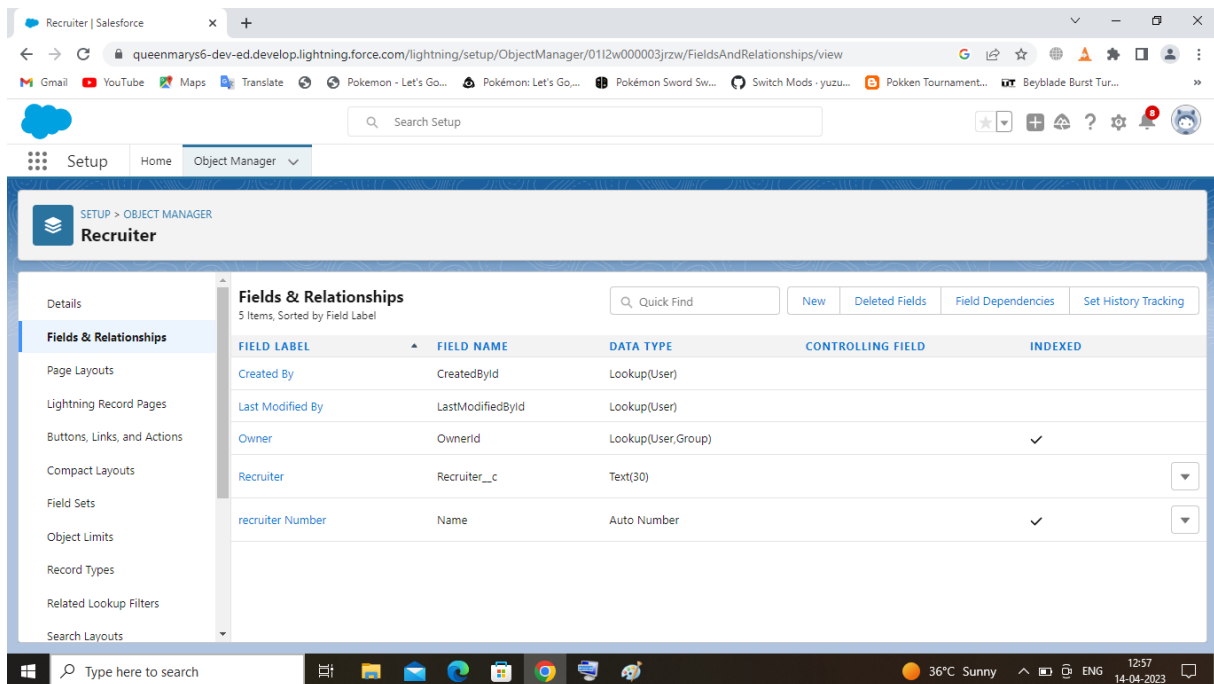 Recruiter | Salesforce
queenmarys6-dev-ed.develop.lightning.force.com/lightning/setup/ObjectManager/01I2w000003jrzw/FieldsAndRelationships/view
Gmail YouTube Maps Translate Pokemon - Let's Go... Pokémon: Let's Go,... Pokémon Sword Sw... Switch Mods · yuzu... Pokken Tournament... Beyblade Burst Tur... »
Search Setup
8
Setup Home Object Manager
SETUP > OBJECT MANAGER
Recruiter
Details
Fields & Relationships
Page Layouts
Lightning Record Pages
Buttons, Links, and Actions
Compact Layouts
Field Sets
Object Limits
Record Types
Related Lookup Filters
Search Layouts
Fields & Relationships
5 Items, Sorted by Field Label
Quick Find New Deleted Fields Field Dependencies Set History Tracking
FIELD LABEL FIELD NAME DATA TYPE CONTROLLING FIELD INDEXED
Created By CreatedById Lookup(User)
Last Modified By LastModifiedById Lookup(User)
Owner OwnerId Lookup(User,Group)
Recruiter Recruiter__c Text(30)
recruiter Number Name Auto Number
Type here to search
36°C Sunny ENG 12:57
14-04-2023